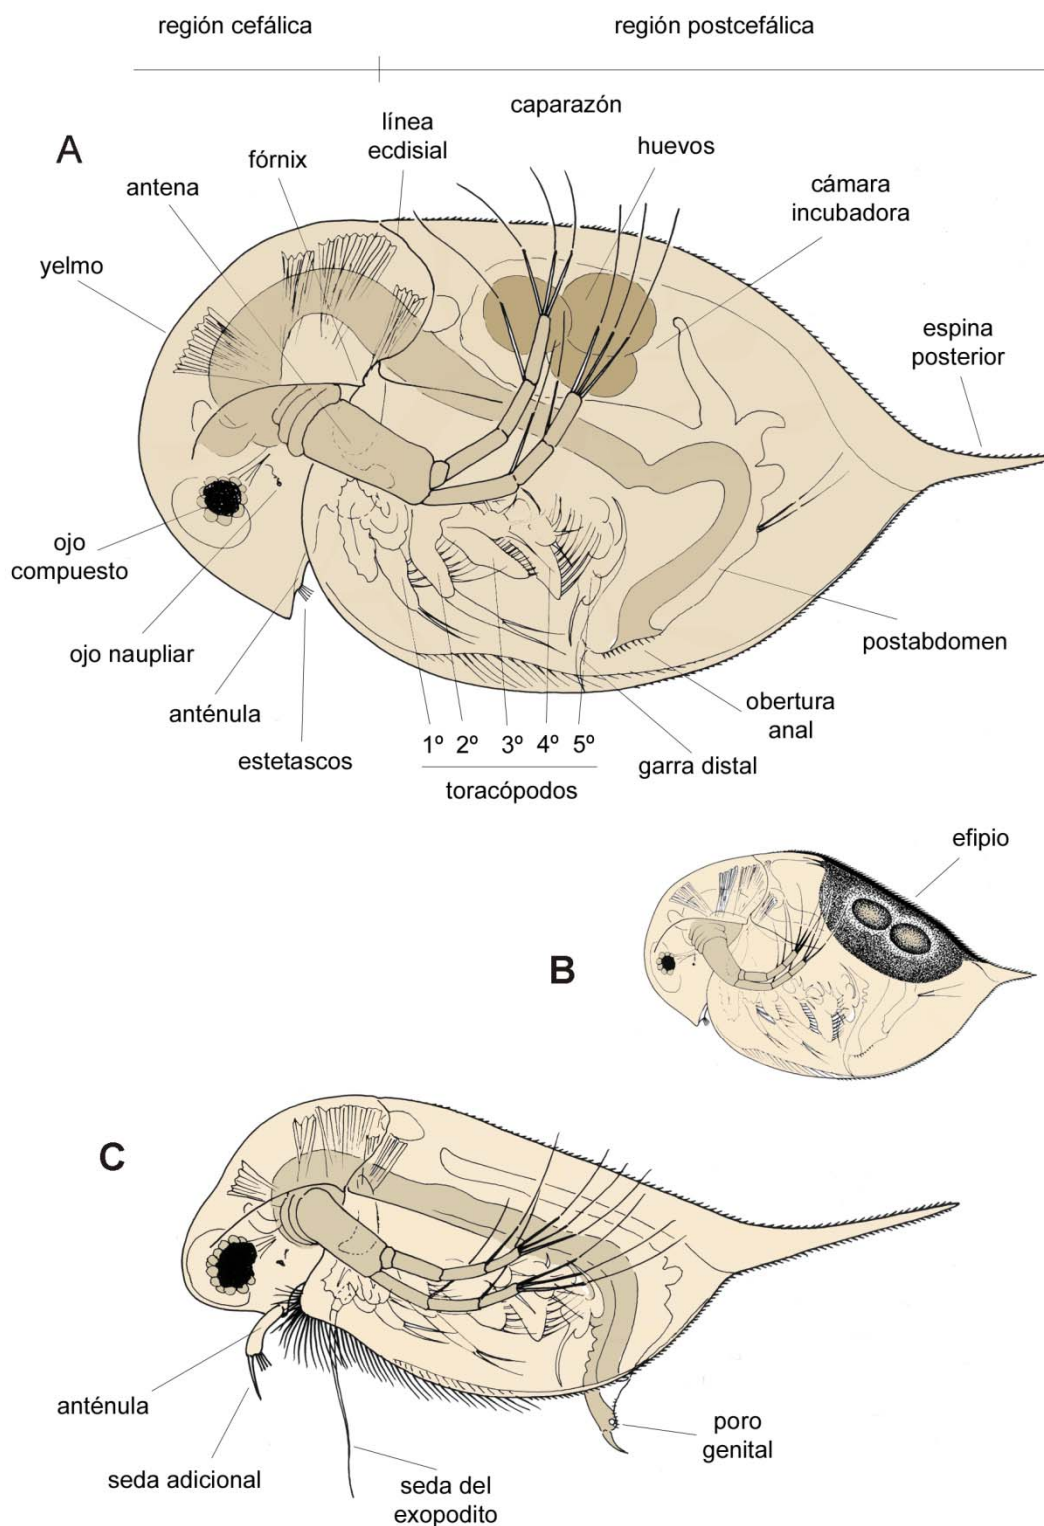 región cefálica
región postcefálica
caparazón
A
línea
ecdisial
huevos
fórnix
cámara
incubadora
antena
yelmo
espina
posterior
ojo
compuesto
postabdomen
ojo naupliar
obertura
anal
anténula
estetascos
1º 2º 3º 4º 5º
garra distal
toracópodos
efipio
B
C
anténula
poro
genital
seda adicional
seda del
exopodito